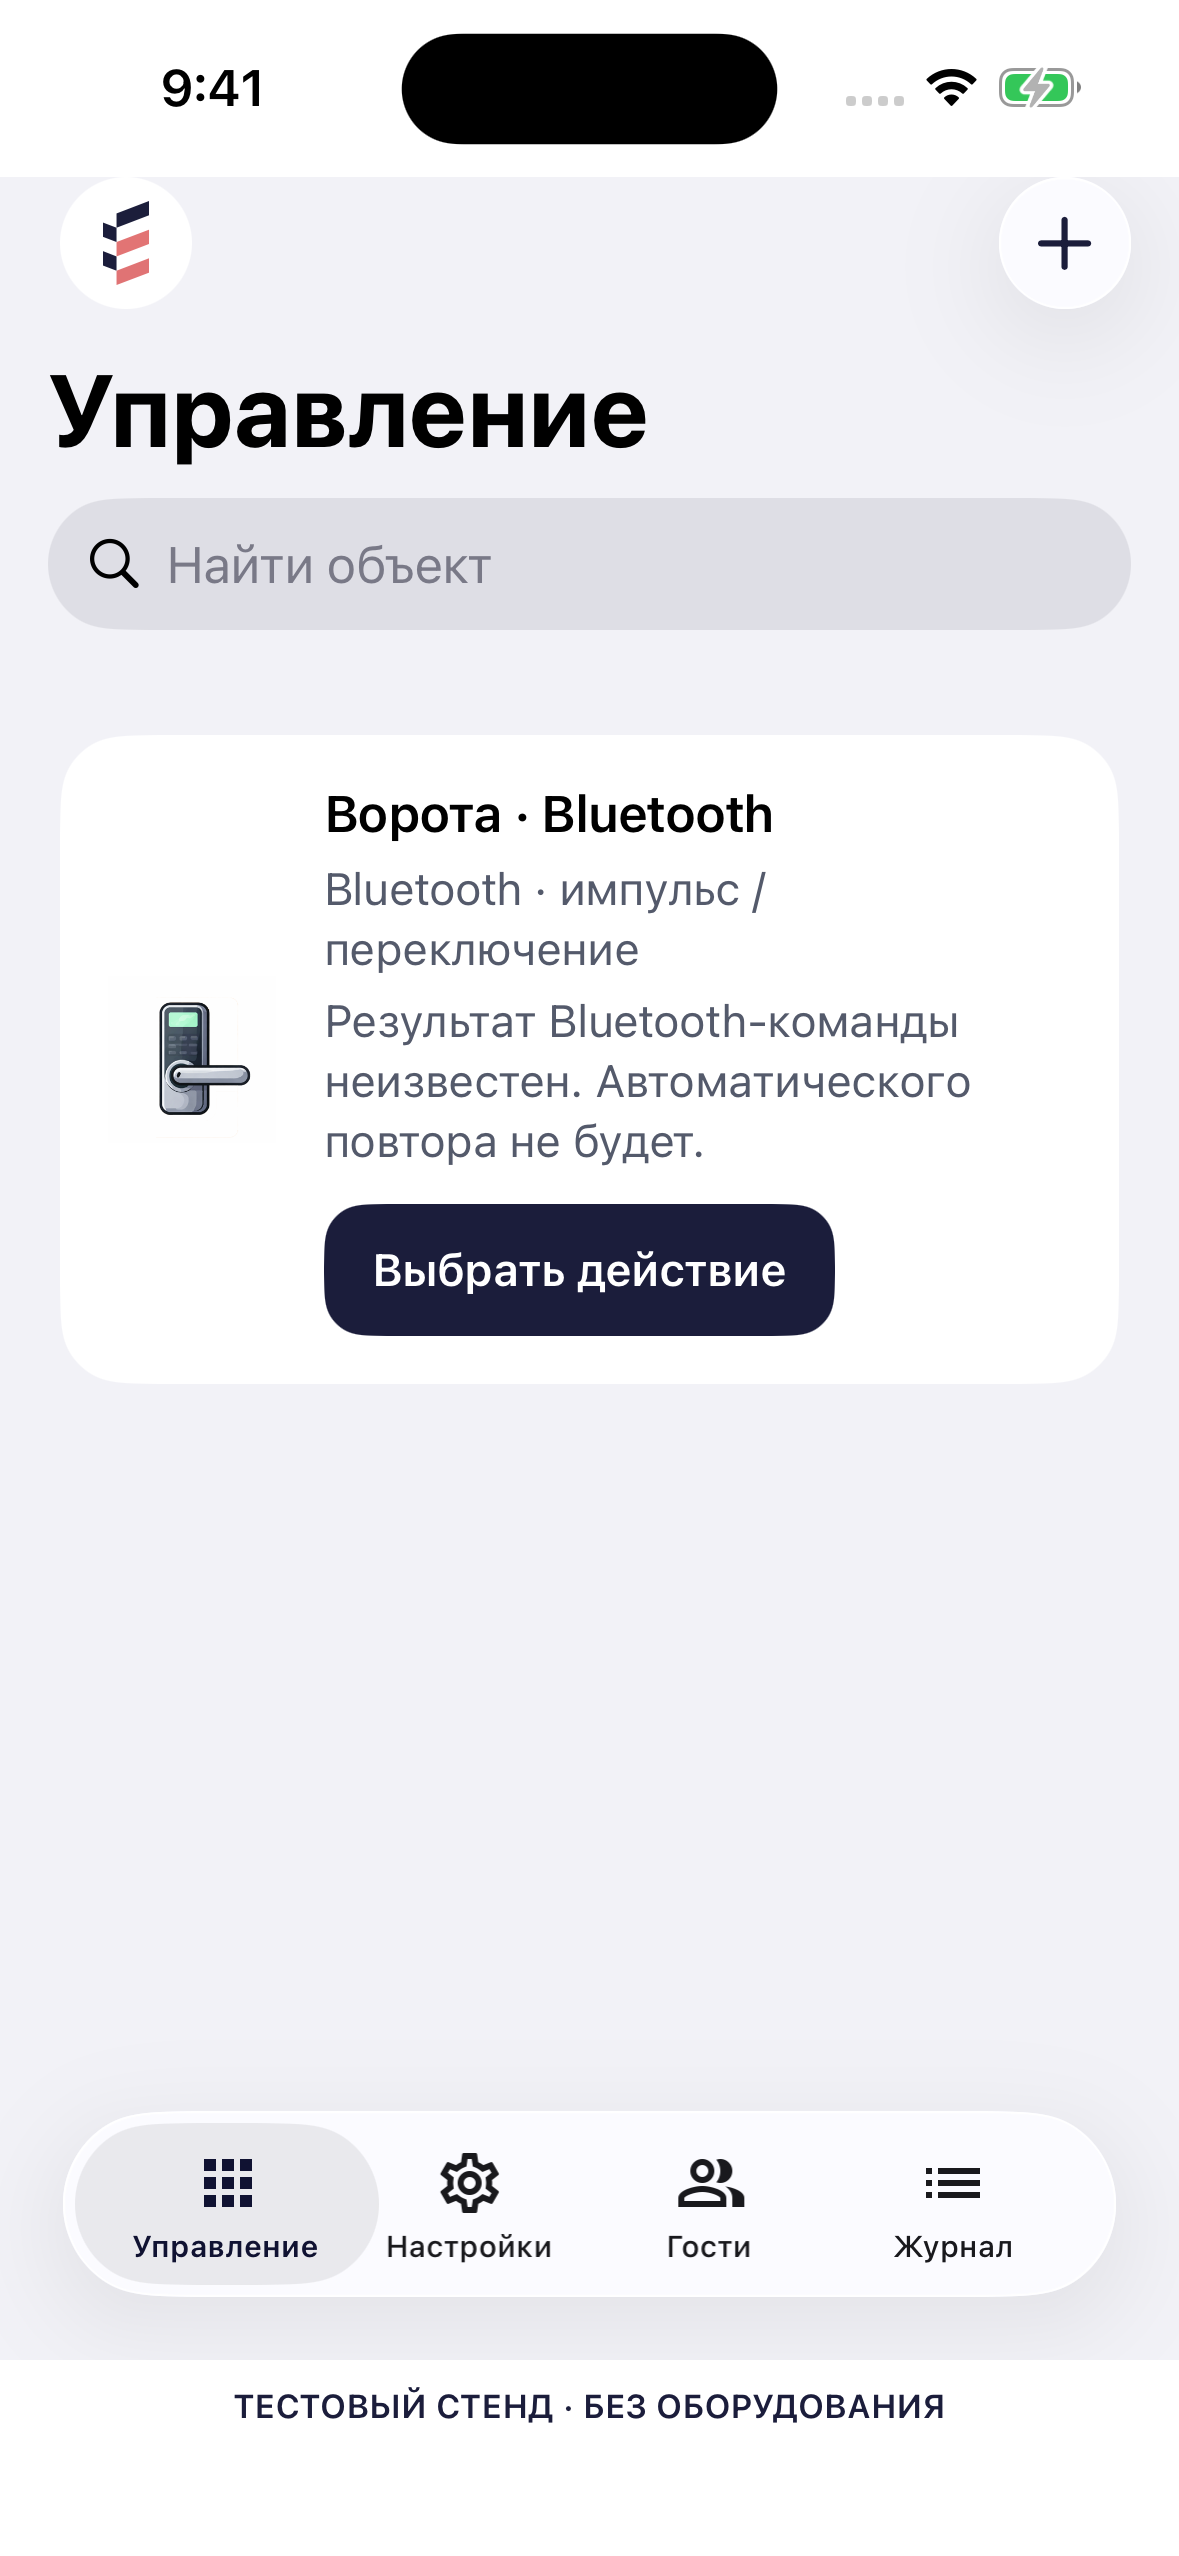 9:41
Управление
Найти объект
Ворота · Bluetooth
Bluetooth · импульс /
переключение
Результат Bluetooth-команды
неизвестен. Автоматического
повтора не будет.
Выбрать действие
Управление
Настройки
Гости
Журнал
ТЕСТОВЫЙ СТЕНД · БЕЗ ОБОРУДОВАНИЯ